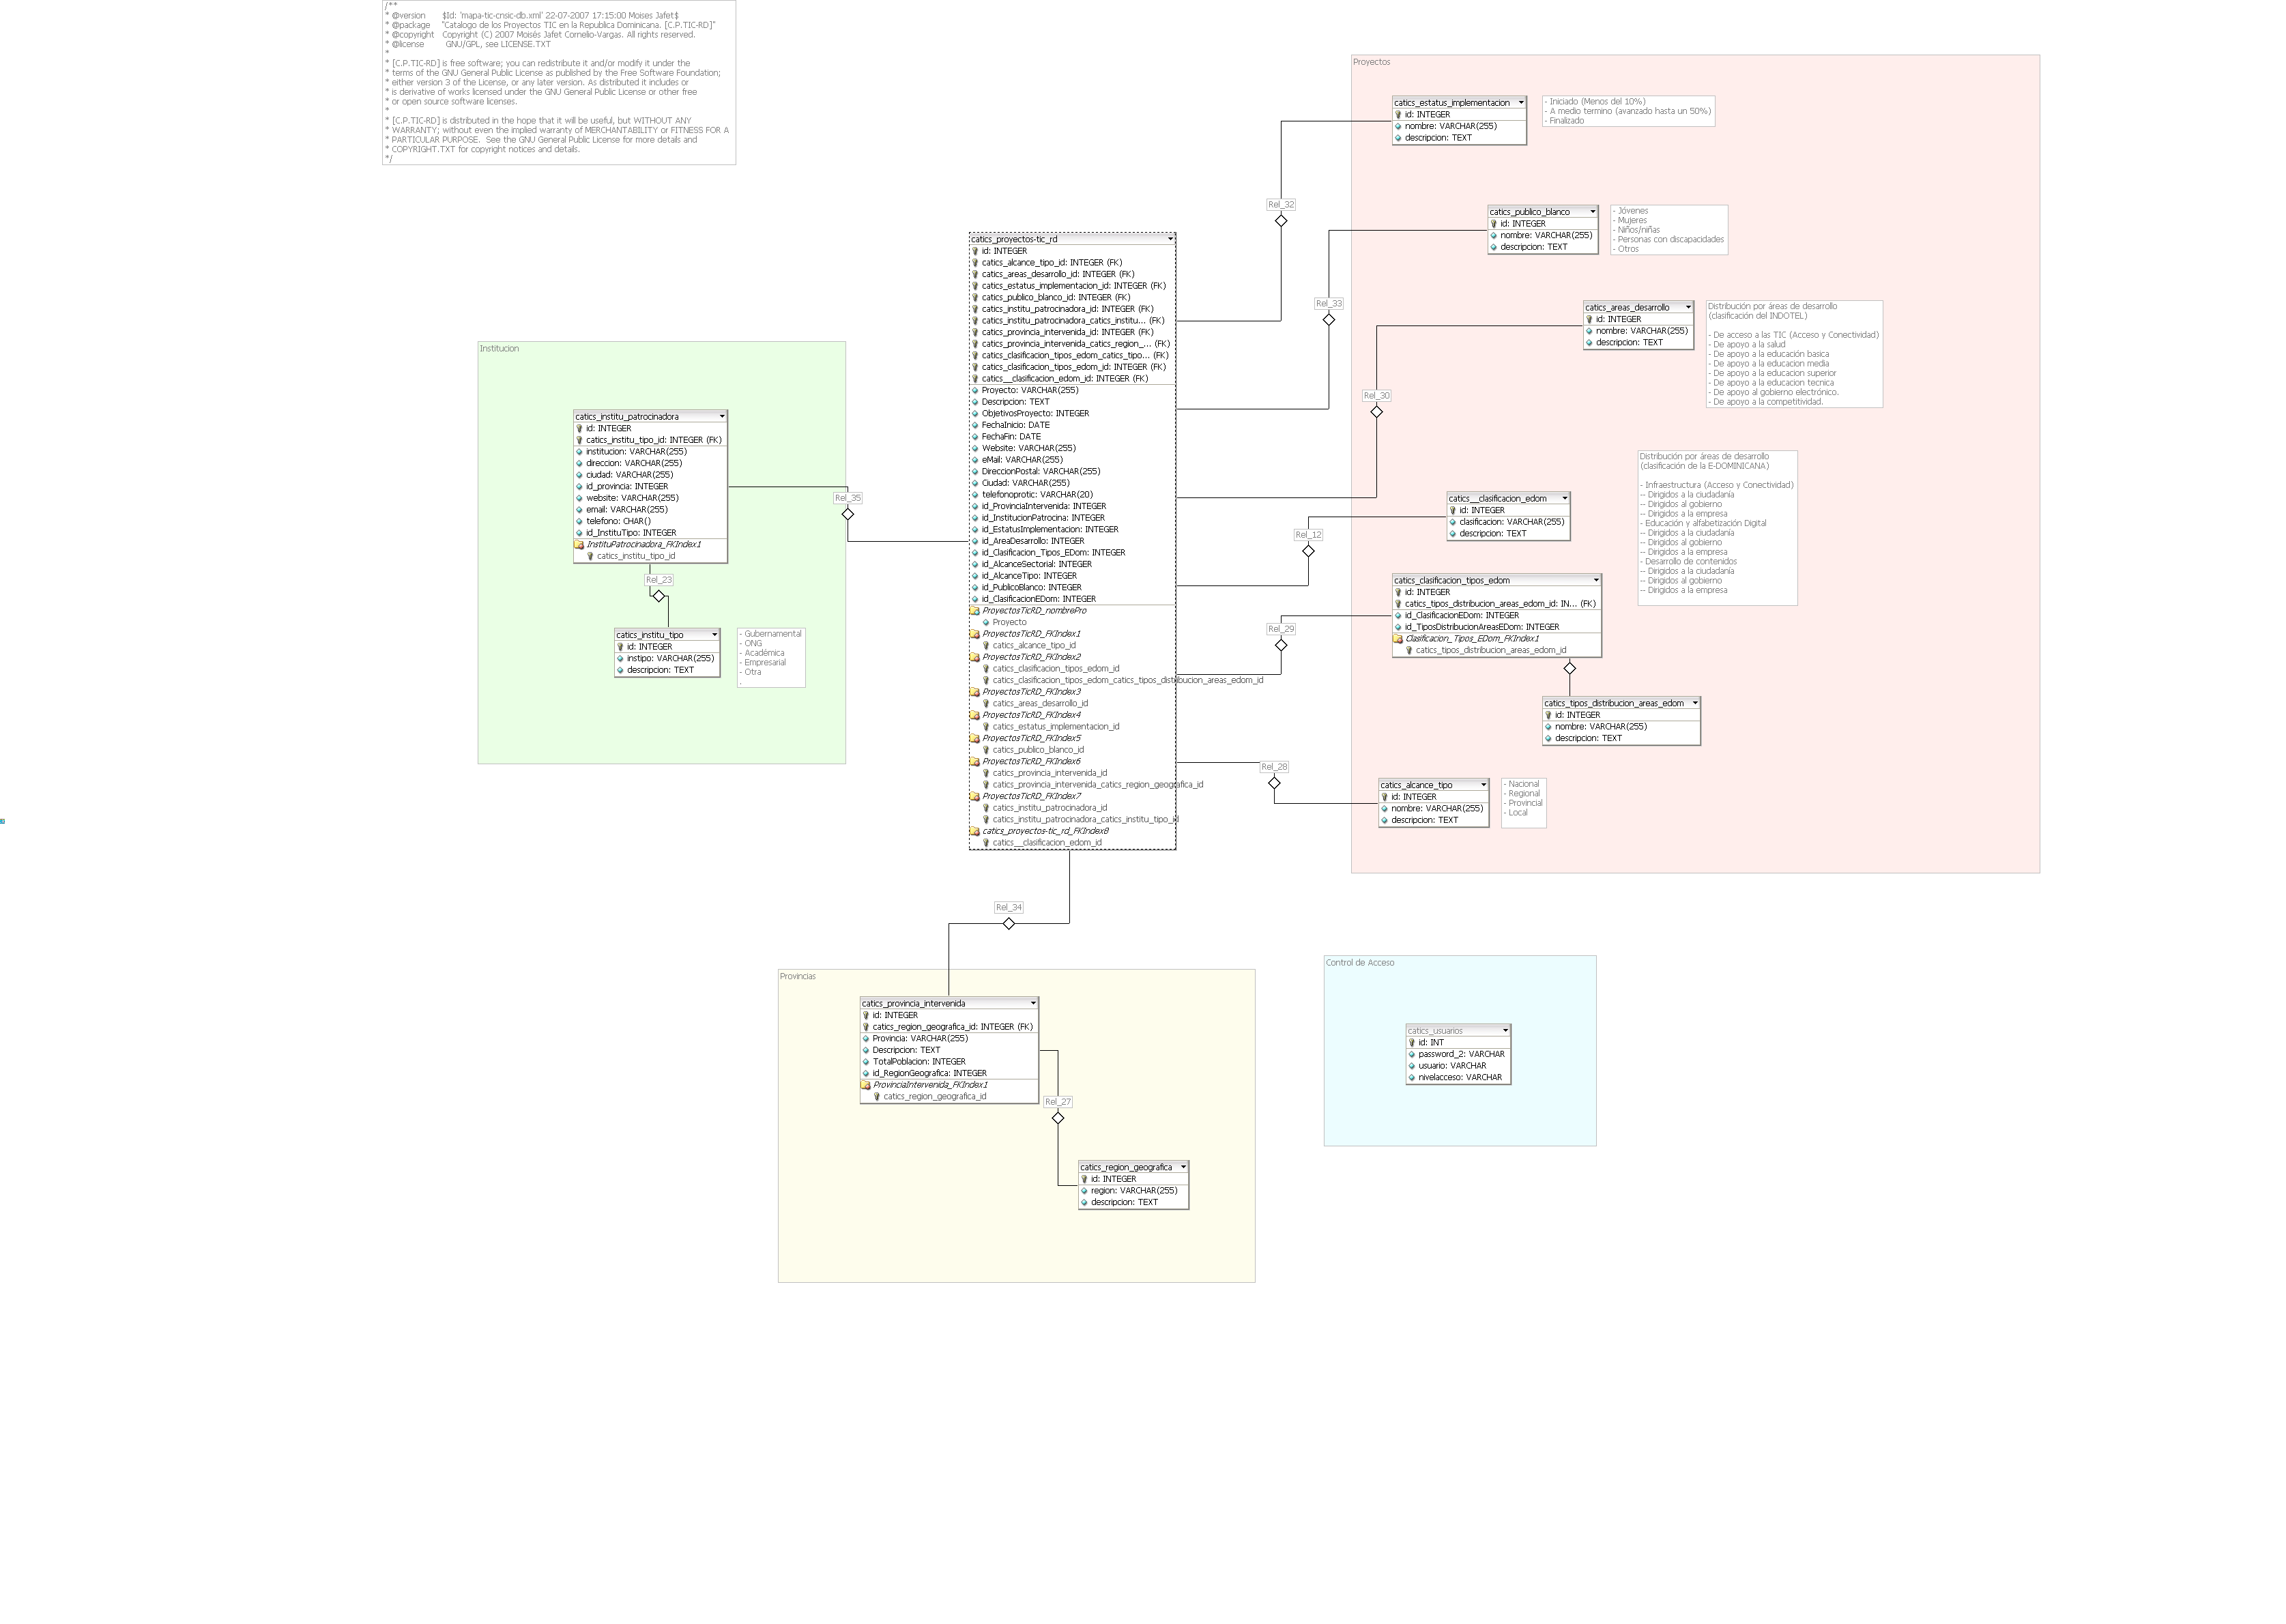 /**
* @version $Id: 'mapa-tic-cnsic-db.xml' 22-07-2007 17:15:00 Moises Jafet$
* @package "Catalogo de los Proyectos TIC en la Republica Dominicana. [C.P.TIC-RD]"
* @copyright Copyright (C) 2007 Moisés Jafet Cornelio-Vargas. All rights reserved.
* @license GNU/GPL, see LICENSE.TXT
*
* [C.P.TIC-RD] is free software; you can redistribute it and/or modify it under the
* terms of the GNU General Public License as published by the Free Software Foundation;
* either version 3 of the License, or any later version. As distributed it includes or
* is derivative of works licensed under the GNU General Public License or other free
* or open source software licenses.
*
* [C.P.TIC-RD] is distributed in the hope that it will be useful, but WITHOUT ANY
* WARRANTY; without even the implied warranty of MERCHANTABILITY or FITNESS FOR A
* PARTICULAR PURPOSE. See the GNU General Public License for more details and
* COPYRIGHT.TXT for copyright notices and details.
*/
Institucion
catics_institu_patrocinadora
id: INTEGER
catics_institu_tipo_id: INTEGER (FK)
institucion: VARCHAR(255)
direccion: VARCHAR(255)
ciudad: VARCHAR(255)
id_provincia: INTEGER
website: VARCHAR(255)
email: VARCHAR(255)
telefono: CHAR()
id_InstituTipo: INTEGER
InstituPatrocinadora_FKIndex1
catics_institu_tipo_id
Rel_23
catics_institu_tipo
id: INTEGER
instipo: VARCHAR(255)
descripcion: TEXT
- Gubernamental
- ONG
- Académica
- Empresarial
- Otra
.
Rel_35
catics_proyectos-tic_rd
id: INTEGER
catics_alcance_tipo_id: INTEGER (FK)
catics_areas_desarrollo_id: INTEGER (FK)
catics_estatus_implementacion_id: INTEGER (FK)
catics_publico_blanco_id: INTEGER (FK)
catics_institu_patrocinadora_id: INTEGER (FK)
catics_institu_patrocinadora_catics_institu... (FK)
catics_provincia_intervenida_id: INTEGER (FK)
catics_provincia_intervenida_catics_region_... (FK)
catics_clasificacion_tipos_edom_catics_tipo... (FK)
catics_clasificacion_tipos_edom_id: INTEGER (FK)
catics__clasificacion_edom_id: INTEGER (FK)
Proyecto: VARCHAR(255)
Descripcion: TEXT
ObjetivosProyecto: INTEGER
FechaInicio: DATE
FechaFin: DATE
Website: VARCHAR(255)
eMail: VARCHAR(255)
DireccionPostal: VARCHAR(255)
Ciudad: VARCHAR(255)
telefonoprotic: VARCHAR(20)
id_ProvinciaIntervenida: INTEGER
id_InstitucionPatrocina: INTEGER
id_EstatusImplementacion: INTEGER
id_AreaDesarrollo: INTEGER
id_Clasificacion_Tipos_EDom: INTEGER
id_AlcanceSectorial: INTEGER
id_AlcanceTipo: INTEGER
id_PublicoBlanco: INTEGER
id_ClasificacionEDom: INTEGER
ProyectosTicRD_nombrePro
Proyecto
ProyectosTicRD_FKIndex1
catics_alcance_tipo_id
ProyectosTicRD_FKIndex2
catics_clasificacion_tipos_edom_id
catics_clasificacion_tipos_edom_catics_tipos_distribucion_areas_edom_id
ProyectosTicRD_FKIndex3
catics_areas_desarrollo_id
ProyectosTicRD_FKIndex4
catics_estatus_implementacion_id
ProyectosTicRD_FKIndex5
catics_publico_blanco_id
ProyectosTicRD_FKIndex6
catics_provincia_intervenida_id
catics_provincia_intervenida_catics_region_geografica_id
ProyectosTicRD_FKIndex7
catics_institu_patrocinadora_id
catics_institu_patrocinadora_catics_institu_tipo_id
catics_proyectos-tic_rd_FKIndex8
catics__clasificacion_edom_id
Rel_32
Rel_33
Rel_30
Rel_12
Rel_29
Rel_28
Rel_34
Proyectos
catics_estatus_implementacion
id: INTEGER
nombre: VARCHAR(255)
descripcion: TEXT
- Iniciado (Menos del 10%)
- A medio termino (avanzado hasta un 50%)
- Finalizado
catics_publico_blanco
id: INTEGER
nombre: VARCHAR(255)
descripcion: TEXT
- Jóvenes
- Mujeres
- Niños/niñas
- Personas con discapacidades
- Otros
catics_areas_desarrollo
id: INTEGER
nombre: VARCHAR(255)
descripcion: TEXT
Distribución por áreas de desarrollo
(clasificación del INDOTEL)
- De acceso a las TIC (Acceso y Conectividad)
- De apoyo a la salud
- De apoyo a la educación basica
- De apoyo a la educacion media
- De apoyo a la educacion superior
- De apoyo a la educacion tecnica
- De apoyo al gobierno electrónico.
- De apoyo a la competitividad.
Distribución por áreas de desarrollo
(clasificación de la E-DOMINICANA)
- Infraestructura (Acceso y Conectividad)
-- Dirigidos a la ciudadanía
-- Dirigidos al gobierno
-- Dirigidos a la empresa
- Educación y alfabetización Digital
-- Dirigidos a la ciudadanía
-- Dirigidos al gobierno
-- Dirigidos a la empresa
- Desarrollo de contenidos
-- Dirigidos a la ciudadanía
-- Dirigidos al gobierno
-- Dirigidos a la empresa
catics__clasificacion_edom
id: INTEGER
clasificacion: VARCHAR(255)
descripcion: TEXT
catics_clasificacion_tipos_edom
id: INTEGER
catics_tipos_distribucion_areas_edom_id: IN... (FK)
id_ClasificacionEDom: INTEGER
id_TiposDistribucionAreasEDom: INTEGER
Clasificacion_Tipos_EDom_FKIndex1
catics_tipos_distribucion_areas_edom_id
catics_tipos_distribucion_areas_edom
id: INTEGER
nombre: VARCHAR(255)
descripcion: TEXT
catics_alcance_tipo
id: INTEGER
nombre: VARCHAR(255)
descripcion: TEXT
- Nacional
- Regional
- Provincial
- Local
Provincias
catics_provincia_intervenida
id: INTEGER
catics_region_geografica_id: INTEGER (FK)
Provincia: VARCHAR(255)
Descripcion: TEXT
TotalPoblacion: INTEGER
id_RegionGeografica: INTEGER
ProvinciaIntervenida_FKIndex1
catics_region_geografica_id
Rel_27
catics_region_geografica
id: INTEGER
region: VARCHAR(255)
descripcion: TEXT
Control de Acceso
catics_usuarios
id: INT
password_2: VARCHAR
usuario: VARCHAR
nivelacceso: VARCHAR